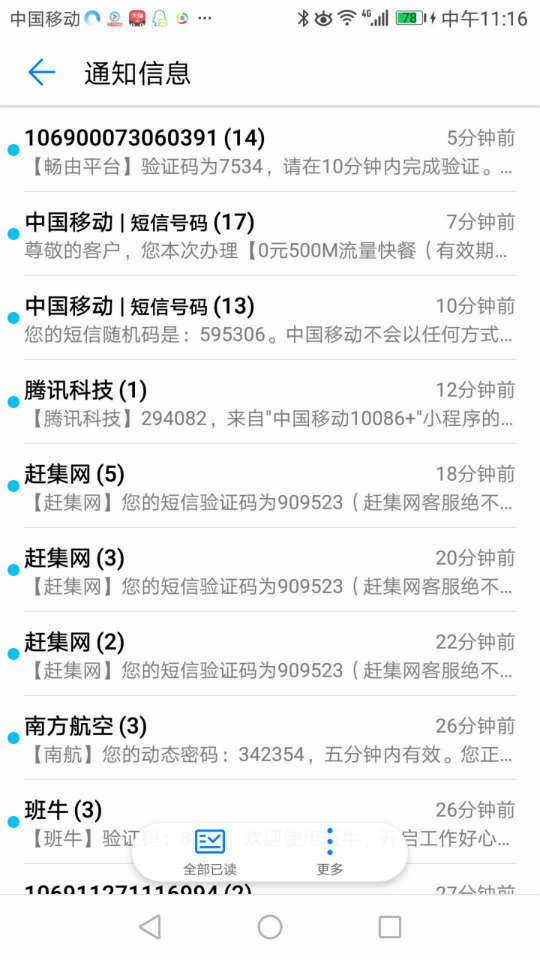 中国移动 ... 4G 78 中午11:16
通知信息
106900073060391 (14) 5分钟前
【畅由平台】验证码为7534，请在10分钟内完成验证。…
中国移动 | 短信号码 (17) 7分钟前
尊敬的客户，您本次办理【0元500M流量快餐（有效期…
中国移动 | 短信号码 (13) 10分钟前
您的短信随机码是：595306。中国移动不会以任何方式…
腾讯科技 (1) 12分钟前
【腾讯科技】294082，来自"中国移动10086+"小程序的…
赶集网 (5) 18分钟前
【赶集网】您的短信验证码为909523（赶集网客服绝不…
赶集网 (3) 20分钟前
【赶集网】您的短信验证码为909523（赶集网客服绝不…
赶集网 (2) 22分钟前
【赶集网】您的短信验证码为909523（赶集网客服绝不…
南方航空 (3) 26分钟前
【南航】您的动态密码：342354，五分钟内有效。您正…
班牛 (3) 26分钟前
【班牛】验证码：欢迎使用班牛，开启工作好心…
全部已读 更多
106911271116994 (2) 27分钟前